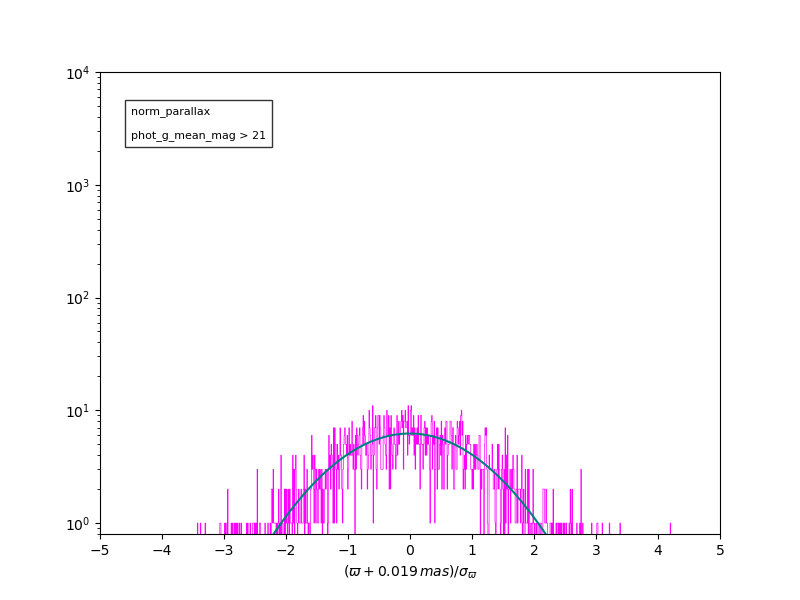 10⁴
norm_parallax
phot_g_mean_mag > 21
10³
10²
10¹
10⁰
−5 −4 −3 −2 −1 0 1 2 3 4 5
(ϖ + 0.019 mas)/σ_ϖ